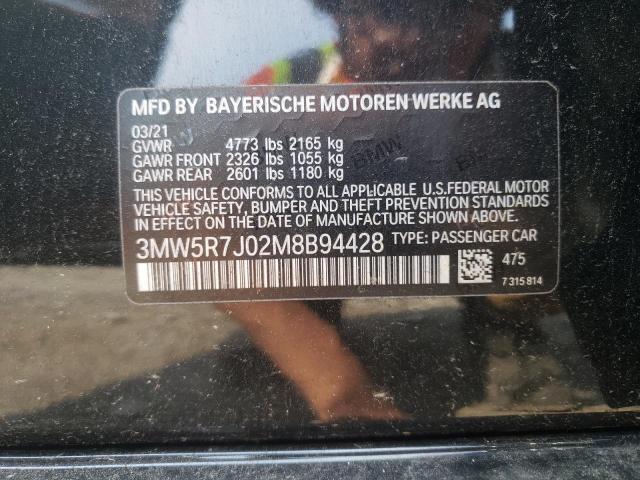 MFD BY BAYERISCHE MOTOREN WERKE AG
03/21
GVWR 4773 lbs 2165 kg
GAWR FRONT 2326 lbs 1055 kg
GAWR REAR 2601 lbs 1180 kg
THIS VEHICLE CONFORMS TO ALL APPLICABLE U.S.FEDERAL MOTOR
VEHICLE SAFETY, BUMPER AND THEFT PREVENTION STANDARDS
IN EFFECT ON THE DATE OF MANUFACTURE SHOWN ABOVE.
3MW5R7J02M8B94428 TYPE: PASSENGER CAR
475
7 315 814
BMW